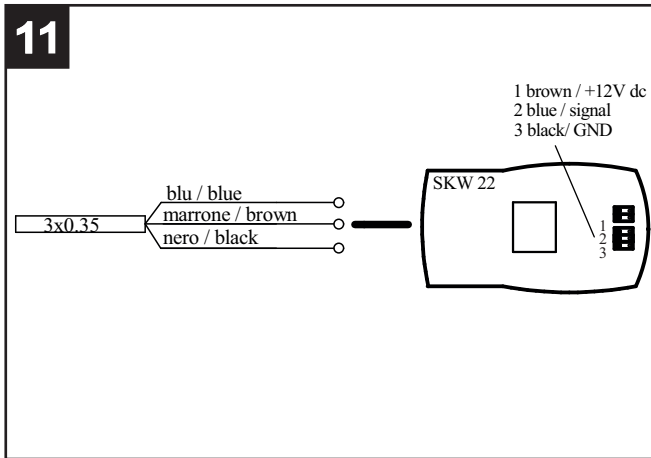 11
1 brown / +12V dc
2 blue / signal
3 black/ GND
SKW 22
blu / blue
marrone / brown
3x0.35
nero / black
1
2
3